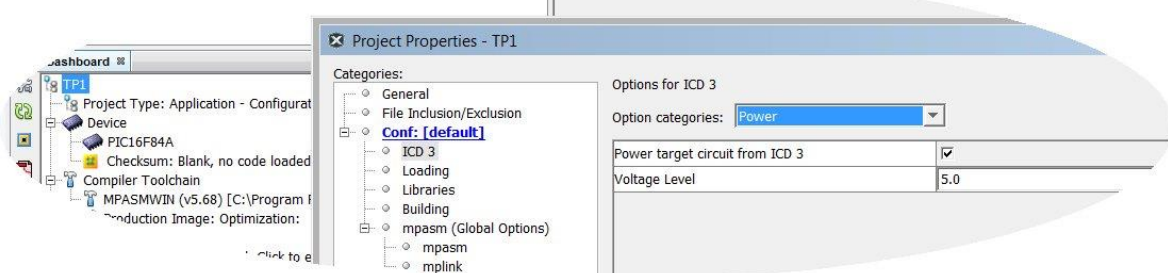 Dashboard
TP1
Project Type: Application - Configurat
Device
PIC16F84A
Checksum: Blank, no code loaded
Compiler Toolchain
MPASMWIN (v5.68) [C:\Program F
Production Image: Optimization:
Click to e
Project Properties - TP1
Categories:
General
File Inclusion/Exclusion
Conf: [default]
ICD 3
Loading
Libraries
Building
mpasm (Global Options)
mpasm
mplink
Options for ICD 3
Option categories: Power
Power target circuit from ICD 3
Voltage Level 5.0